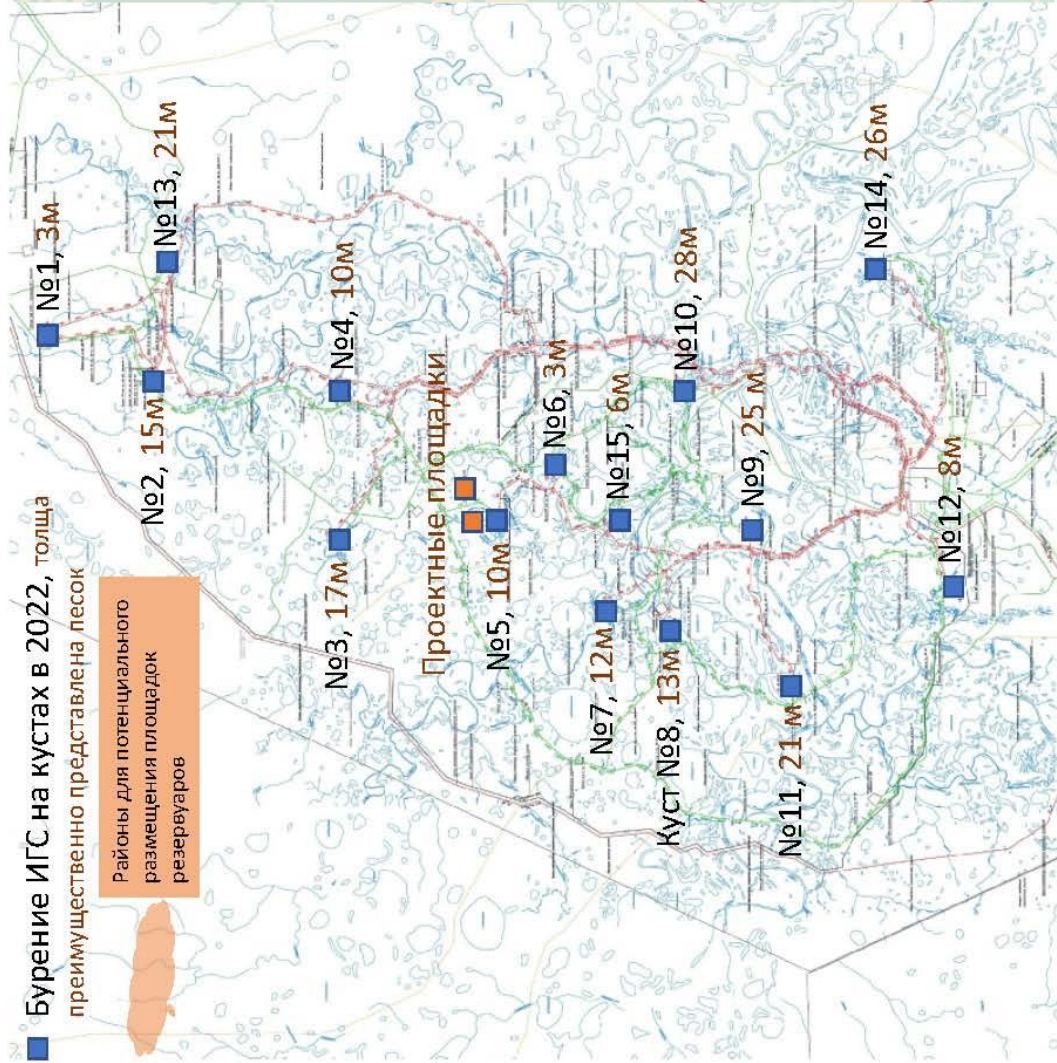 Бурение ИГС на кустах в 2022, толща
преимущественно представлена песок
Районы для потенциального
размещения площадок
резервуаров
№1, 3м
№13, 21м
№2, 15м
№4, 10м
№3, 17м
Проектные площадки
№5, 10м
№6, 3м
№15, 6м
№7, 12м
Куст №8, 13м
№10, 28м
№9, 25 м
№11, 21 м
№14, 26м
№12, 8м